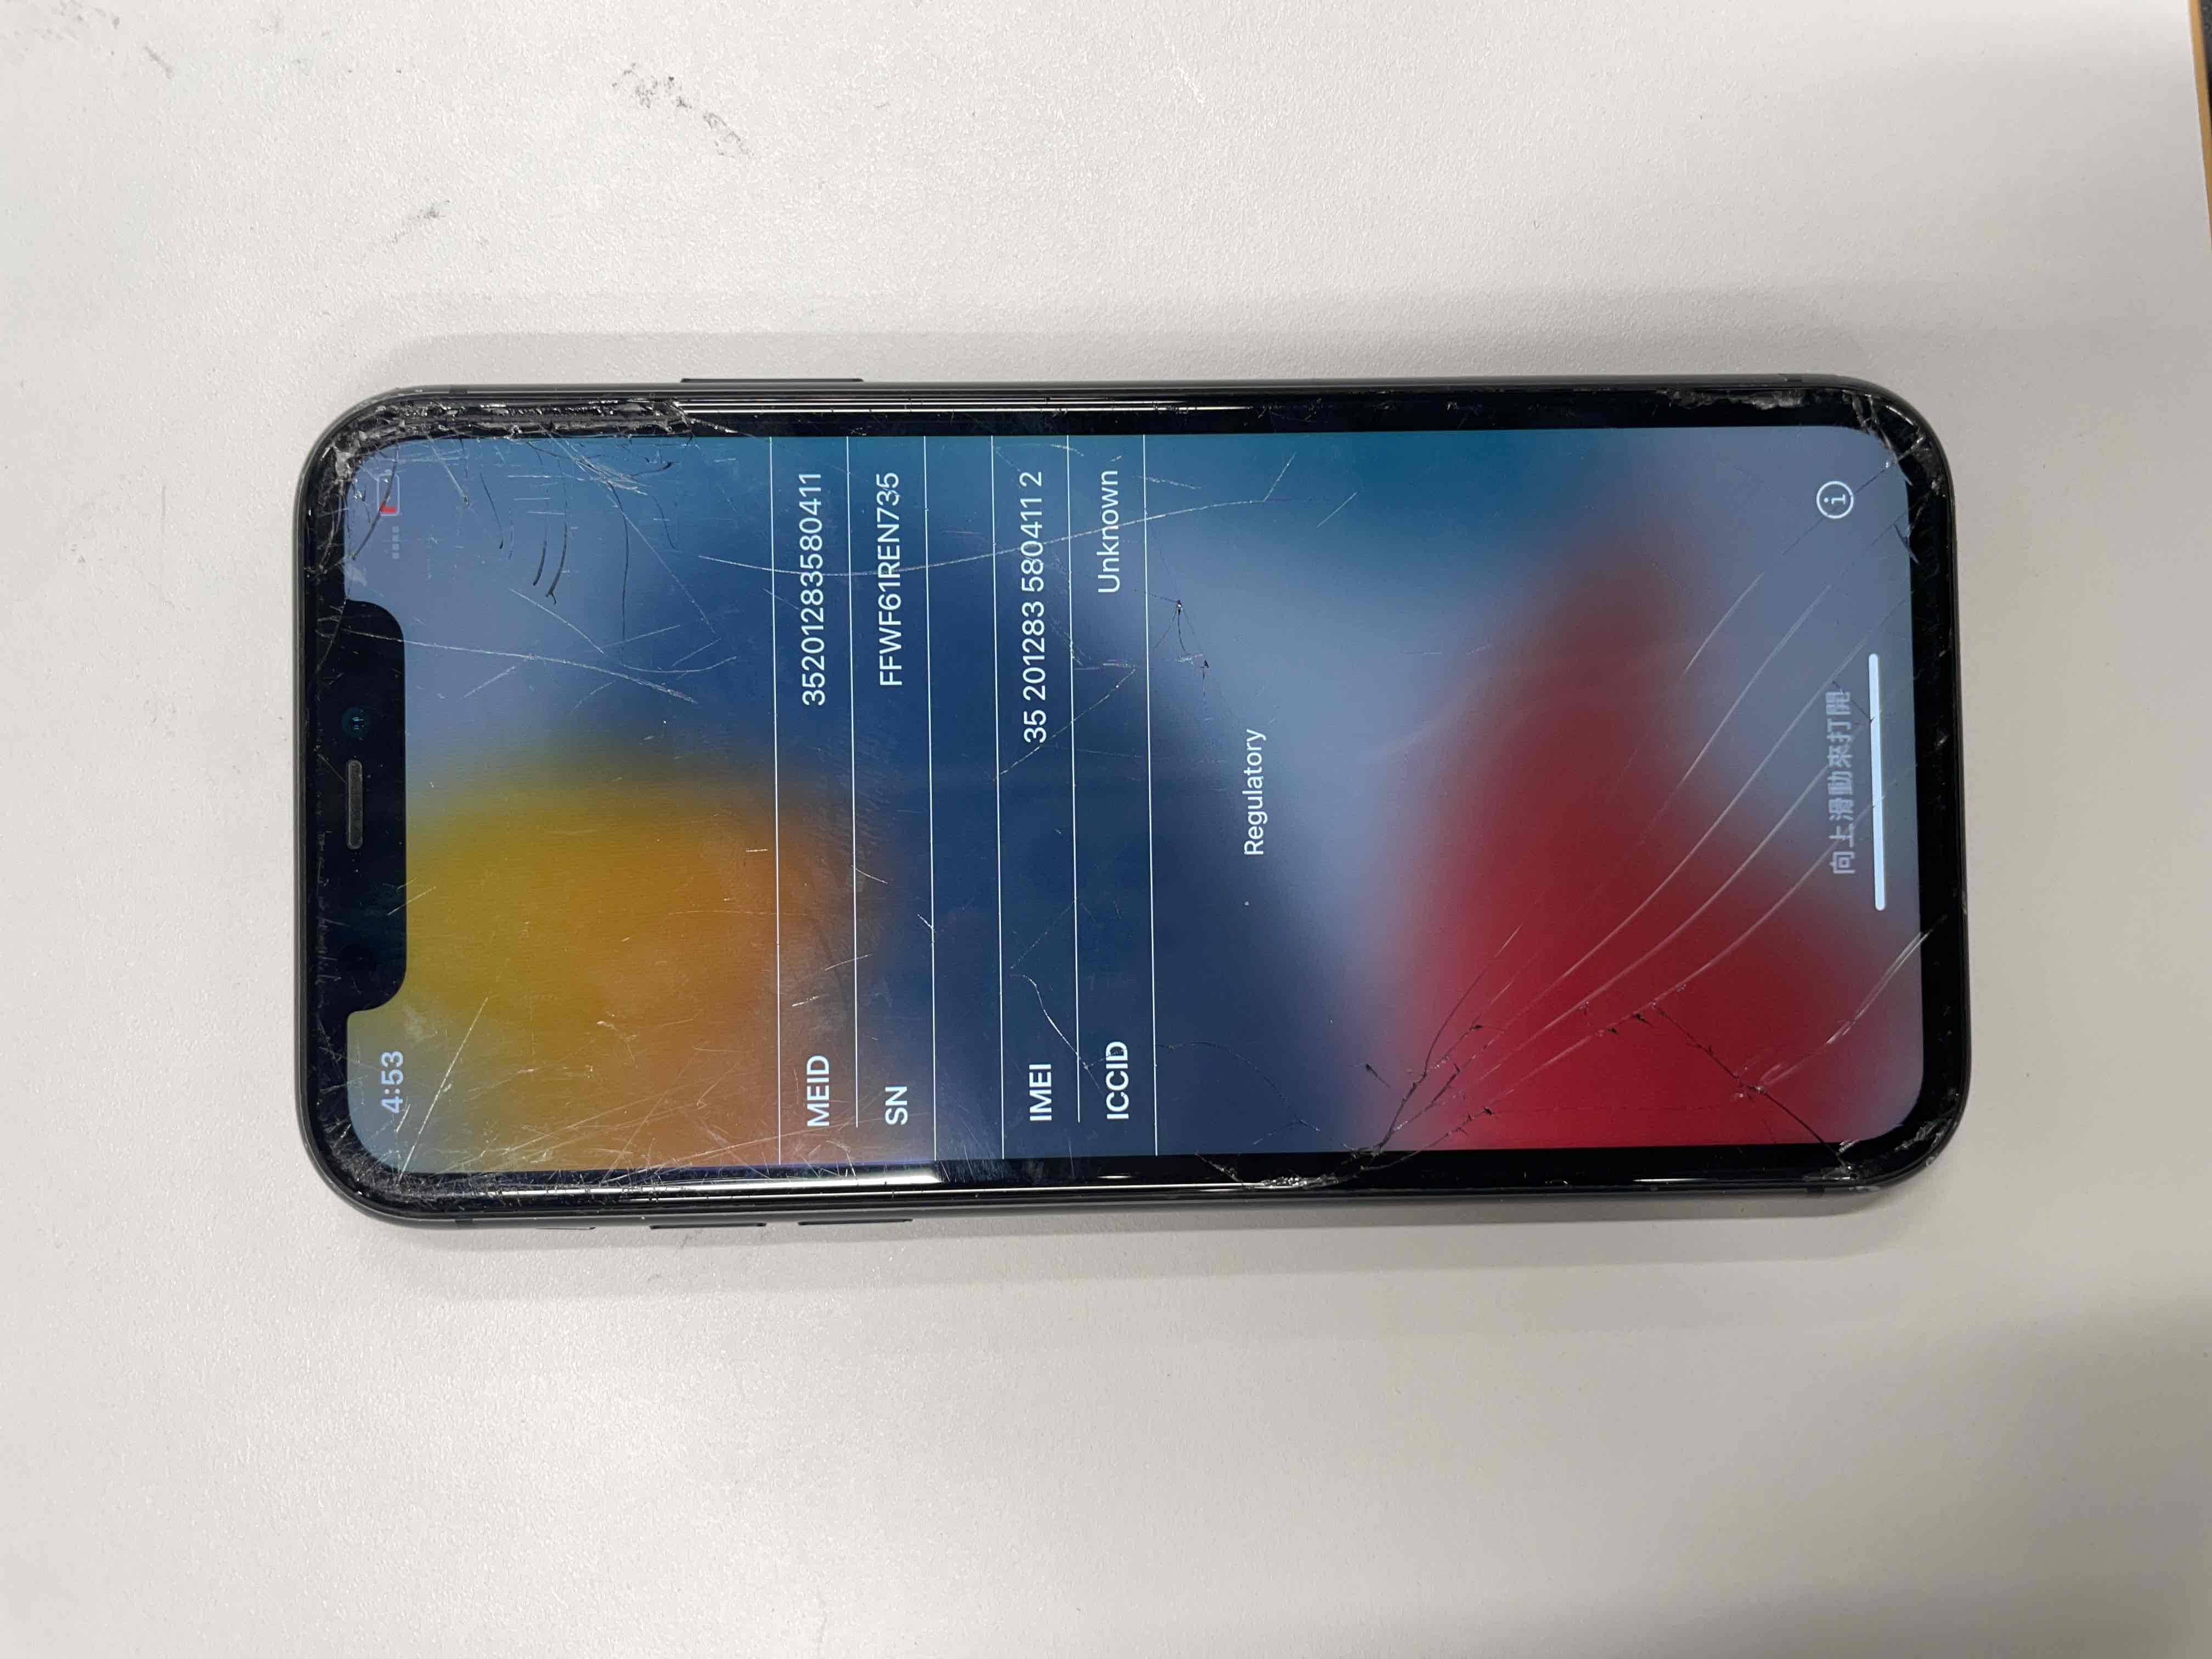 4:53
MEID 35201283580411
SN FFWF61REN735
IMEI 35 201283 580411 2
ICCID Unknown
Regulatory
向上滑動來打開